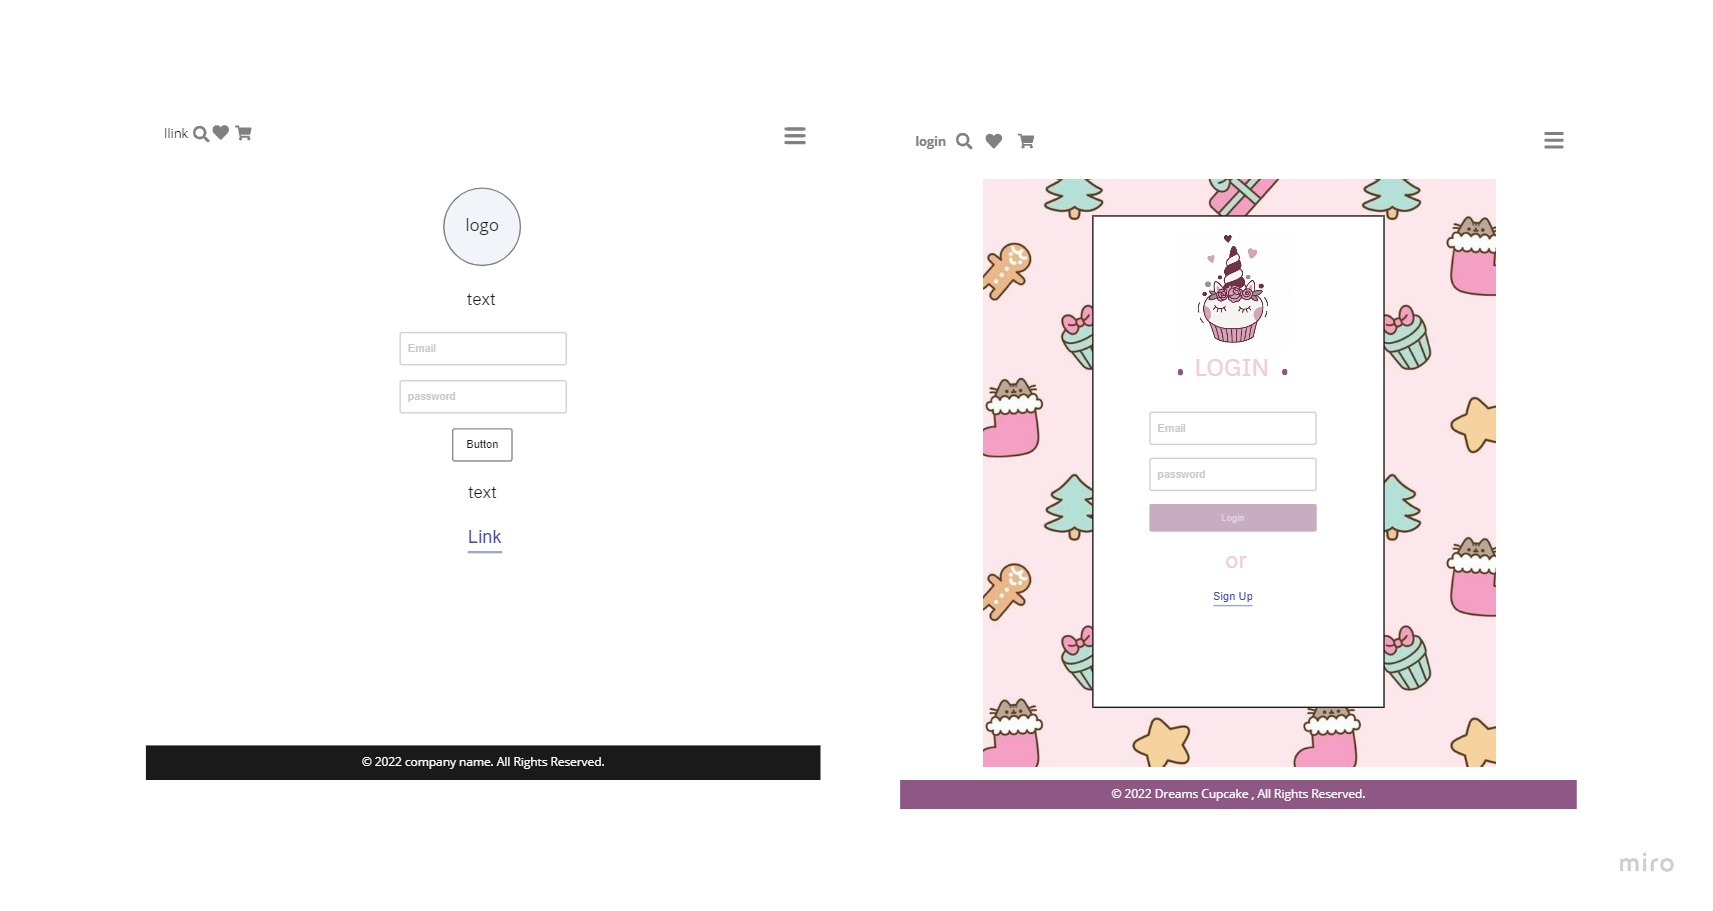 llink
logo
text
Email
password
Button
text
Link
© 2022 company name. All Rights Reserved.
login
LOGIN
Email
password
Login
or
Sign Up
© 2022 Dreams Cupcake , All Rights Reserved.
miro